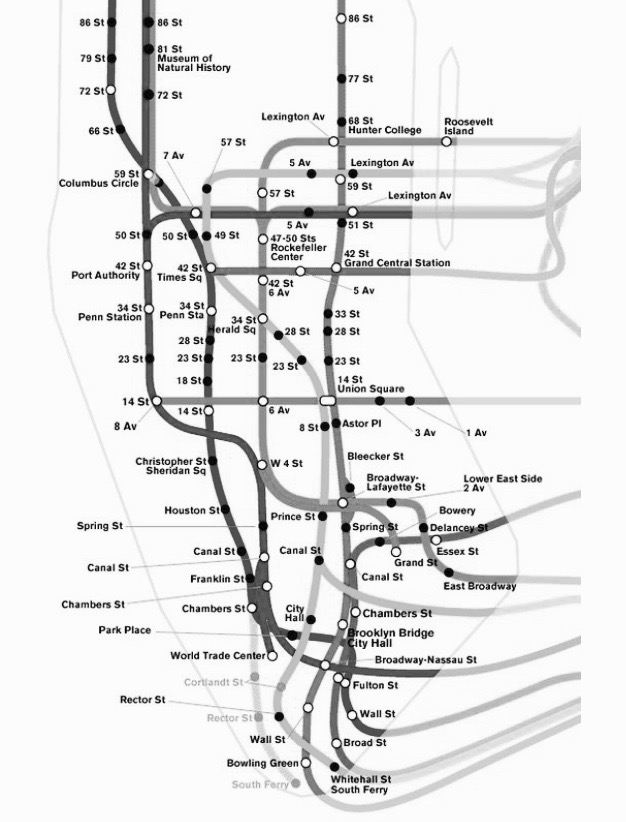 86 St
86 St
86 St
81 St
Museum of
Natural History
79 St
77 St
72 St
72 St
66 St
68 St
Hunter College
Lexington Av
Roosevelt
Island
57 St
7 Av
5 Av
Lexington Av
59 St
Columbus Circle
59 St
57 St
Lexington Av
5 Av
51 St
50 St
50 St
49 St
47-50 Sts
Rockefeller
Center
42 St
Grand Central Station
42 St
Port Authority
42 St
Times Sq
42 St
6 Av
5 Av
34 St
Penn Station
34 St
Penn Sta
34 St
Herald Sq
33 St
28 St
28 St
28 St
23 St
23 St
23 St
23 St
23 St
18 St
14 St
Union Square
14 St
8 Av
14 St
6 Av
3 Av
1 Av
8 St
Astor Pl
Christopher St
Sheridan Sq
W 4 St
Bleecker St
Broadway-
Lafayette St
Lower East Side
2 Av
Houston St
Prince St
Bowery
Spring St
Spring St
Delancey St
Essex St
Canal St
Canal St
Grand St
Canal St
Canal St
Franklin St
East Broadway
Chambers St
Chambers St
City
Hall
Chambers St
Park Place
Brooklyn Bridge
City Hall
World Trade Center
Broadway-Nassau St
Cortlandt St
Fulton St
Rector St
Rector St
Wall St
Wall St
Broad St
Bowling Green
Whitehall St
South Ferry
South Ferry